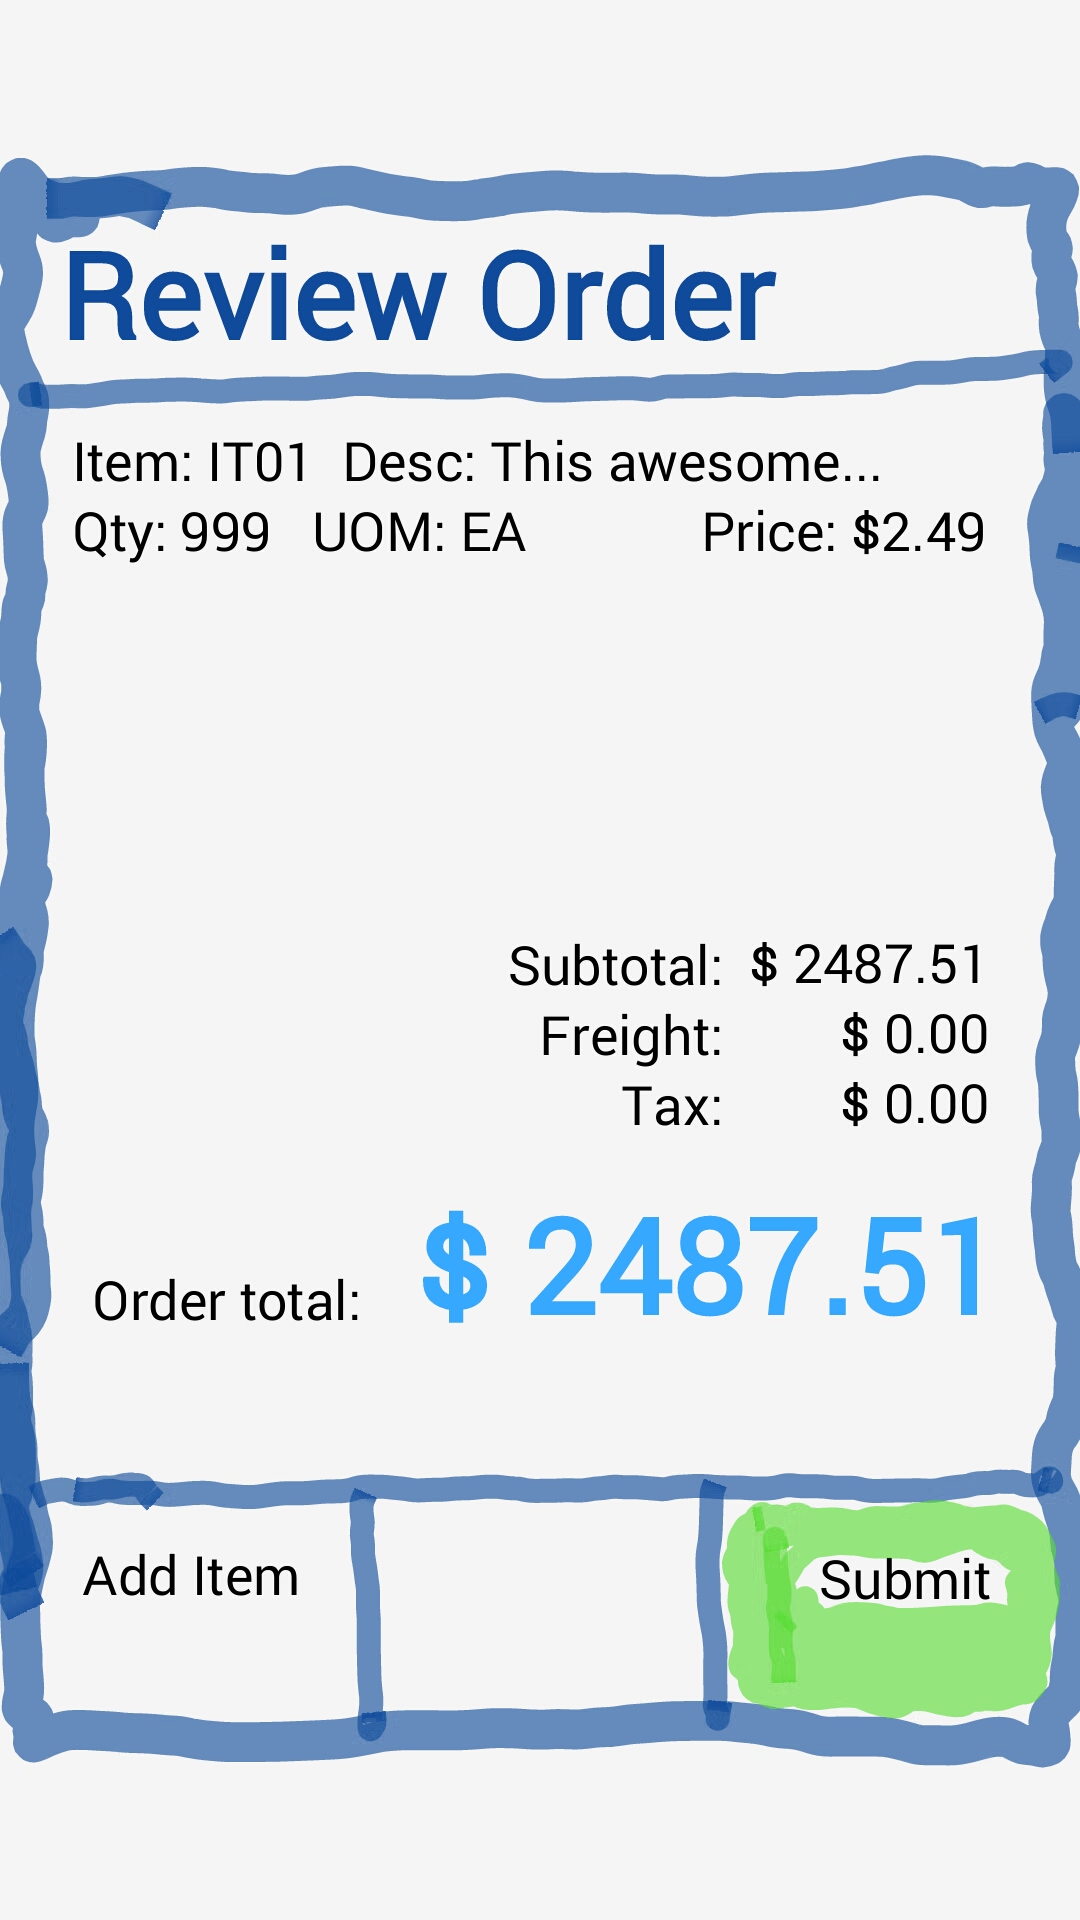 Review Order
Item: IT01 Desc: This awesome...
Qty: 999 UOM: EA Price: $2.49
Subtotal: $ 2487.51
Freight: $ 0.00
Tax: $ 0.00
Order total: $ 2487.51
Add Item Submit